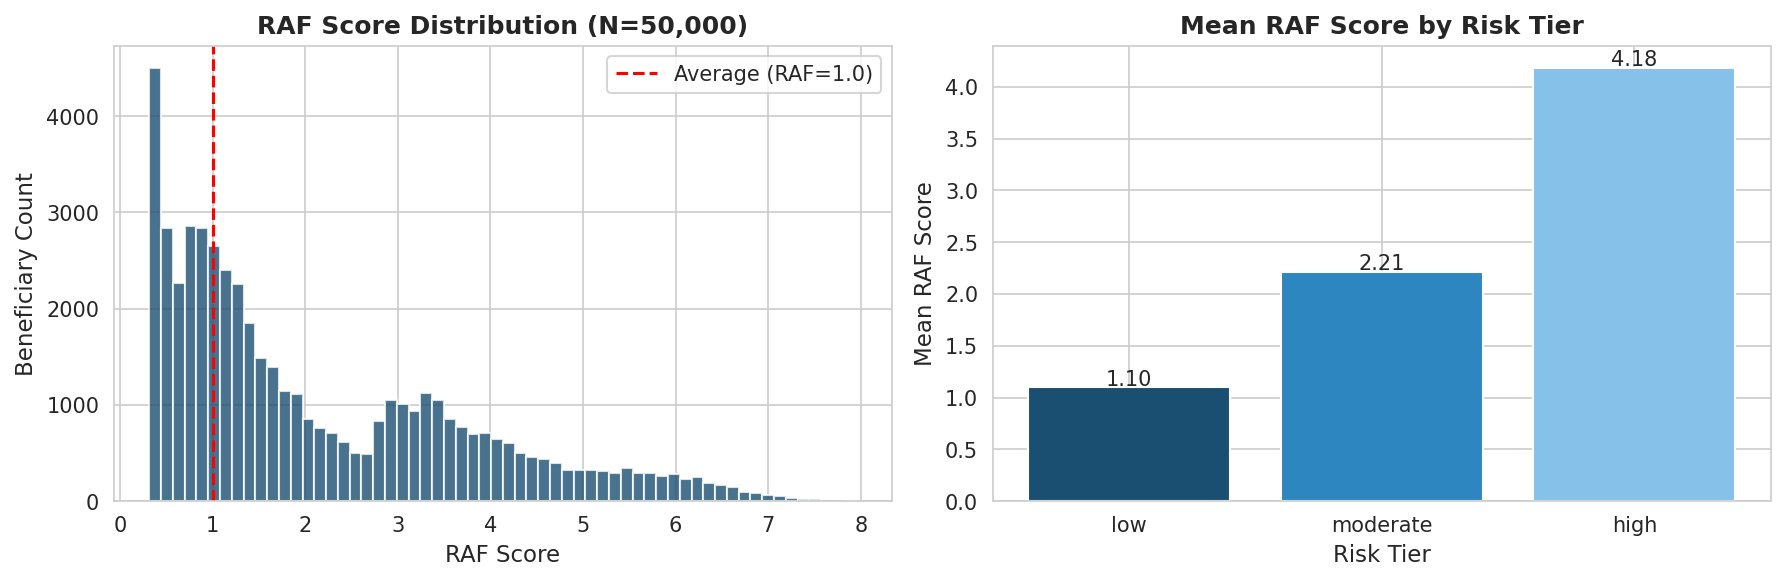 RAF Score Distribution (N=50,000)
Average (RAF=1.0)
Beneficiary Count
4000
3000
2000
1000
0
0 1 2 3 4 5 6 7 8
RAF Score
Mean RAF Score by Risk Tier
Mean RAF Score
4.0
3.5
3.0
2.5
2.0
1.5
1.0
0.5
0.0
1.10
2.21
4.18
low moderate high
Risk Tier